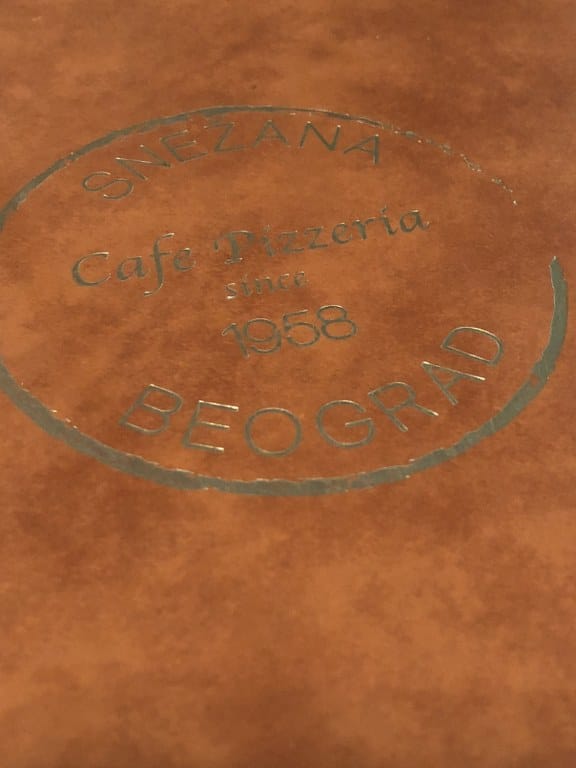 SNEZANA
Cafe Pizzeria
since
1958
BEOGRAD